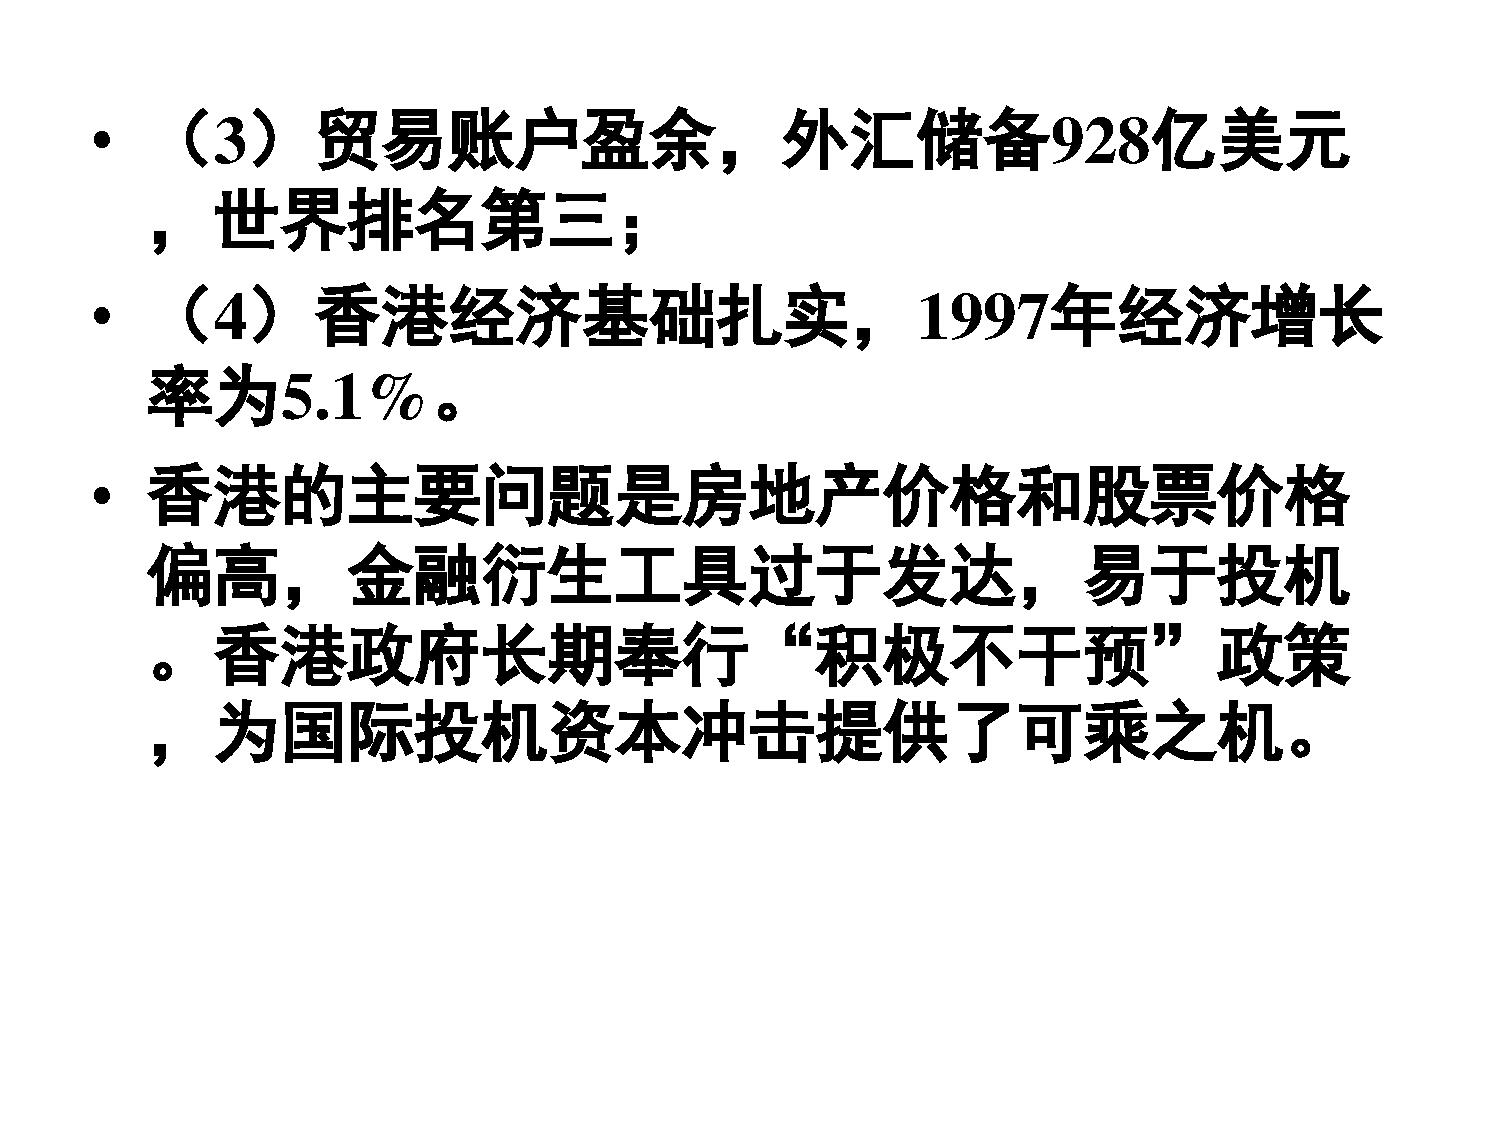 • （3）贸易账户盈余，外汇储备928亿美元
，世界排名第三；
• （4）香港经济基础扎实，1997年经济增长
率为5.1%。
• 香港的主要问题是房地产价格和股票价格
偏高，金融衍生工具过于发达，易于投机
。香港政府长期奉行“积极不干预”政策
，为国际投机资本冲击提供了可乘之机。